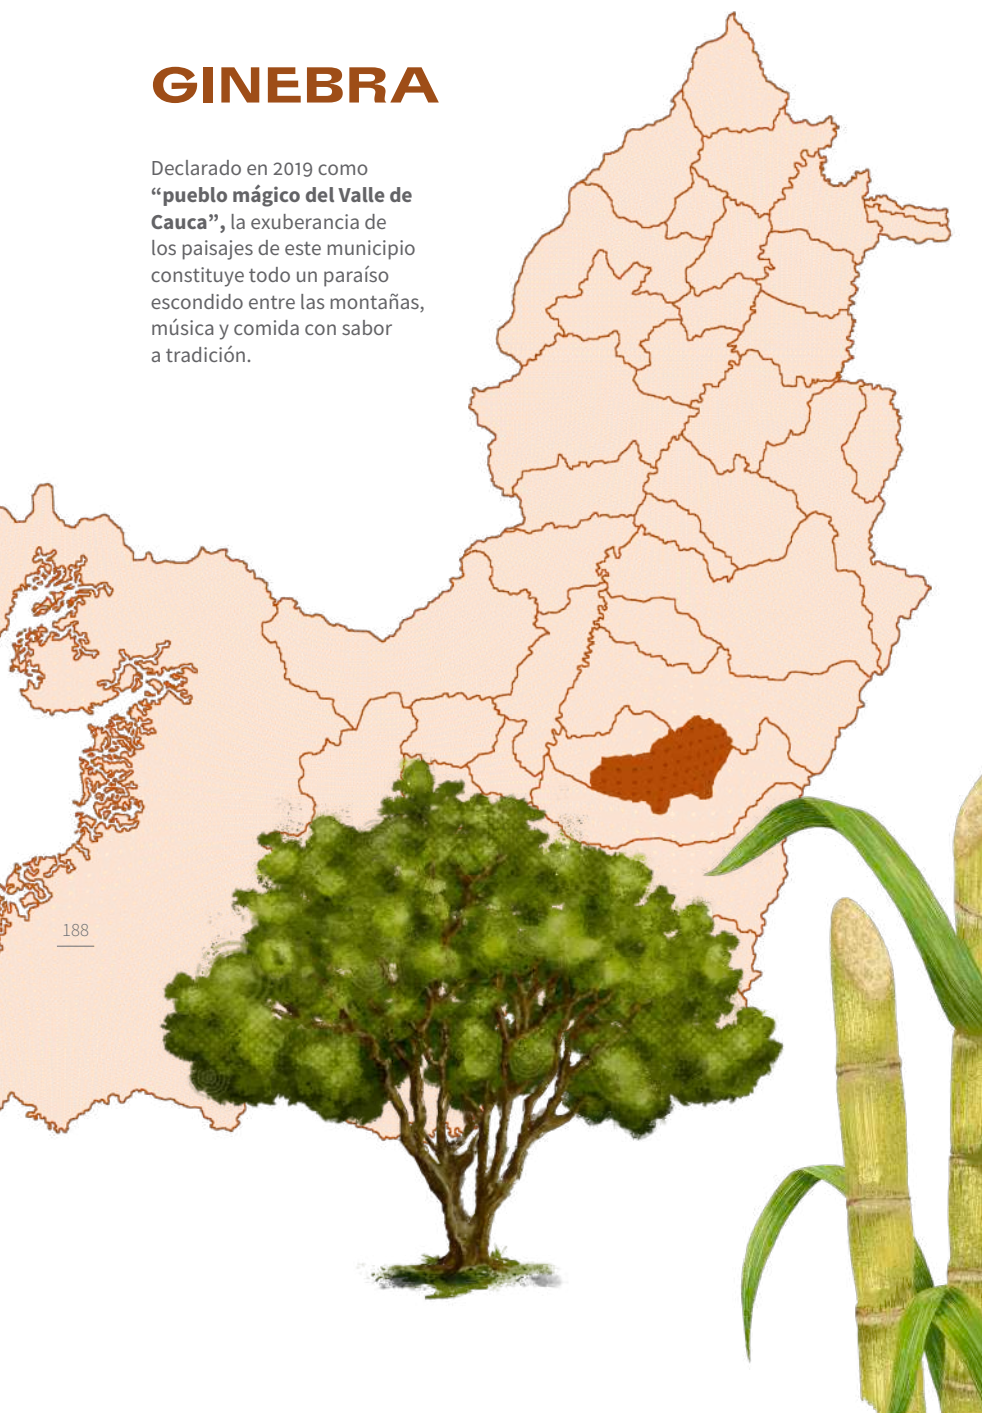 GINEBRA
Declarado en 2019 como
“pueblo mágico del Valle de
Cauca”, la exuberancia de
los paisajes de este municipio
constituye todo un paraíso
escondido entre las montañas,
música y comida con sabor
a tradición.
188